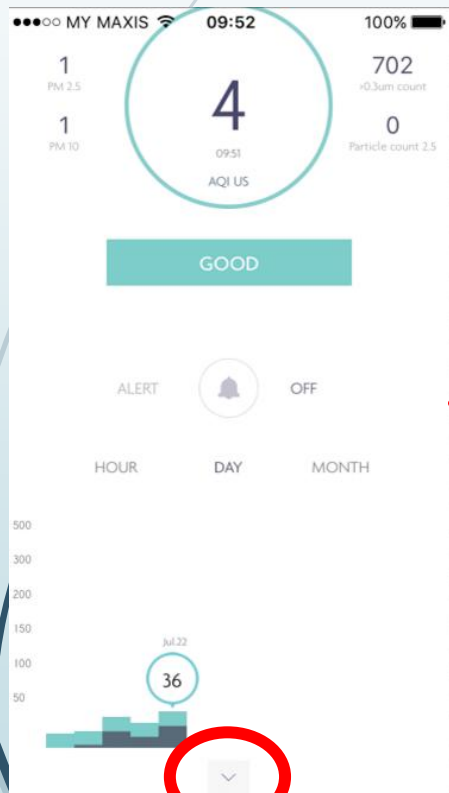 ●●●○○ MY MAXIS 09:52 100%
1
PM 2.5
1
PM 10
4
09:51
AQI US
702
>0.3um count
0
Particle count 2.5
GOOD
ALERT OFF
HOUR DAY MONTH
500
300
200
150
100
50
Jul.22
36